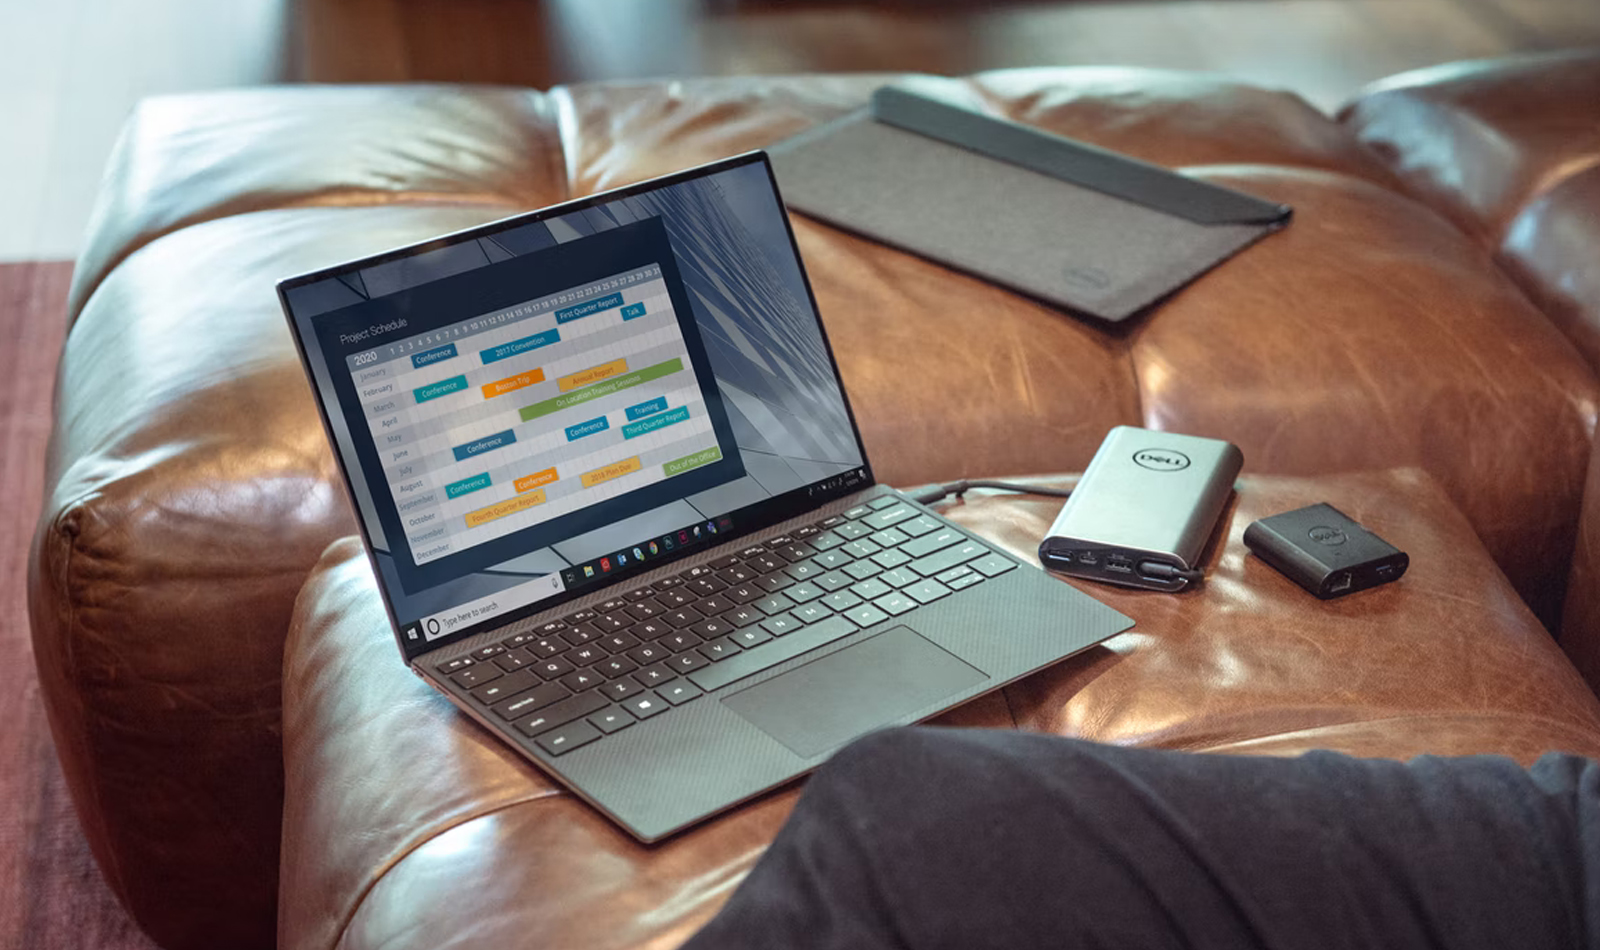 Project Schedule
2020 1 2 3 4 5 6 7 8 9 10 11 12 13 14 15 16 17 18 19 20 21 22 23 24 25 26 27 28 29 30 31
January Conference 2017 Convention First Quarter Report Talk
February
March Conference Boston Trip Annual Report
April On Location Training Sessions
May
June Conference Conference Training
July Third Quarter Report
August
September Conference Conference 2018 Plan Due Out of the Office
October Fourth Quarter Report
November
December
Type here to search
Q W E R T Y U
A S D F G H J K L
Z X C V B N M
DELL
DELL